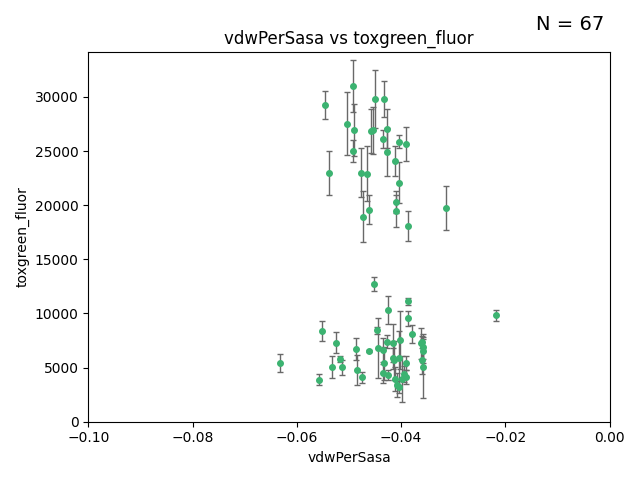 N = 67
vdwPerSasa vs toxgreen_fluor
toxgreen_fluor
30000
25000
20000
15000
10000
5000
0
−0.10 −0.08 −0.06 −0.04 −0.02 0.00
vdwPerSasa